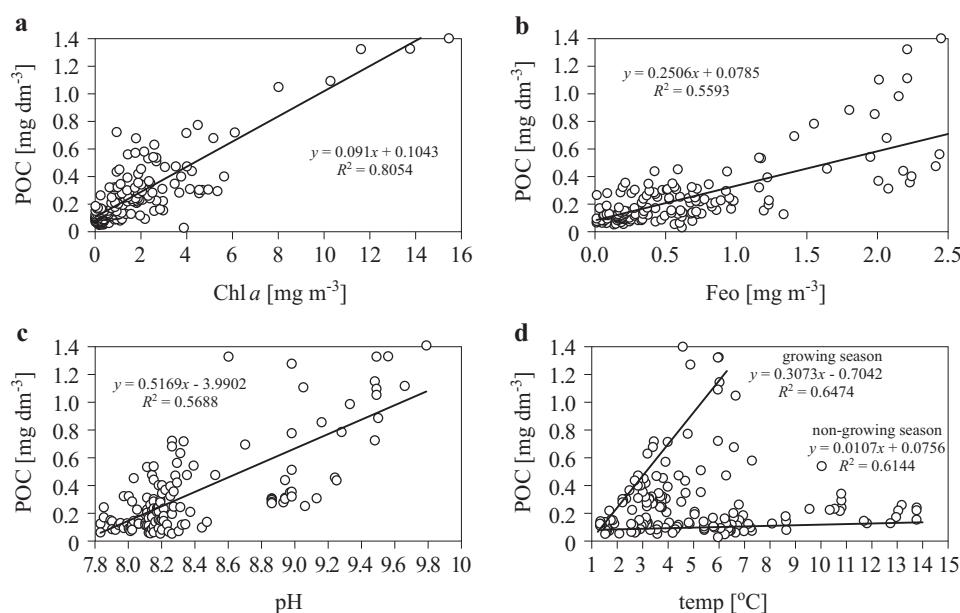 a
POC [mg dm-3]
1.4
1.2
1.0
0.8
0.6
0.4
0.2
0
y = 0.091x + 0.1043
R2 = 0.8054
0 2 4 6 8 10 12 14 16
Chl a [mg m-3]
b
POC [mg dm-3]
1.4
1.2
1.0
0.8
0.6
0.4
0.2
0
y = 0.2506x + 0.0785
R2 = 0.5593
0.0 0.5 1.0 1.5 2.0 2.5
Feo [mg m-3]
c
POC [mg dm-3]
1.4
1.2
1.0
0.8
0.6
0.4
0.2
0
y = 0.5169x - 3.9902
R2 = 0.5688
7.8 8.0 8.2 8.4 8.6 8.8 9.0 9.2 9.4 9.6 9.8 10
pH
d
POC [mg dm-3]
1.4
1.2
1.0
0.8
0.6
0.4
0.2
0
growing season
y = 0.3073x - 0.7042
R2 = 0.6474
non-growing season
y = 0.0107x + 0.0756
R2 = 0.6144
1 2 3 4 5 6 7 8 9 10 11 12 13 14 15
temp [oC]